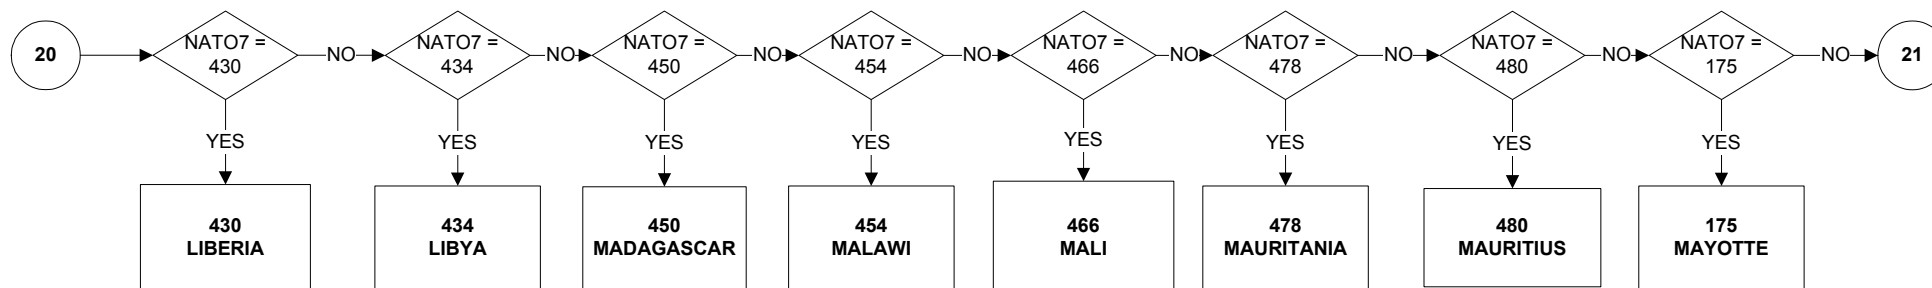 20
NATO7 =
430
NO
NATO7 =
434
NO
NATO7 =
450
NO
NATO7 =
454
NO
NATO7 =
466
NO
NATO7 =
478
NO
NATO7 =
480
NO
NATO7 =
175
NO
21
YES
YES
YES
YES
YES
YES
YES
YES
430
LIBERIA
434
LIBYA
450
MADAGASCAR
454
MALAWI
466
MALI
478
MAURITANIA
480
MAURITIUS
175
MAYOTTE